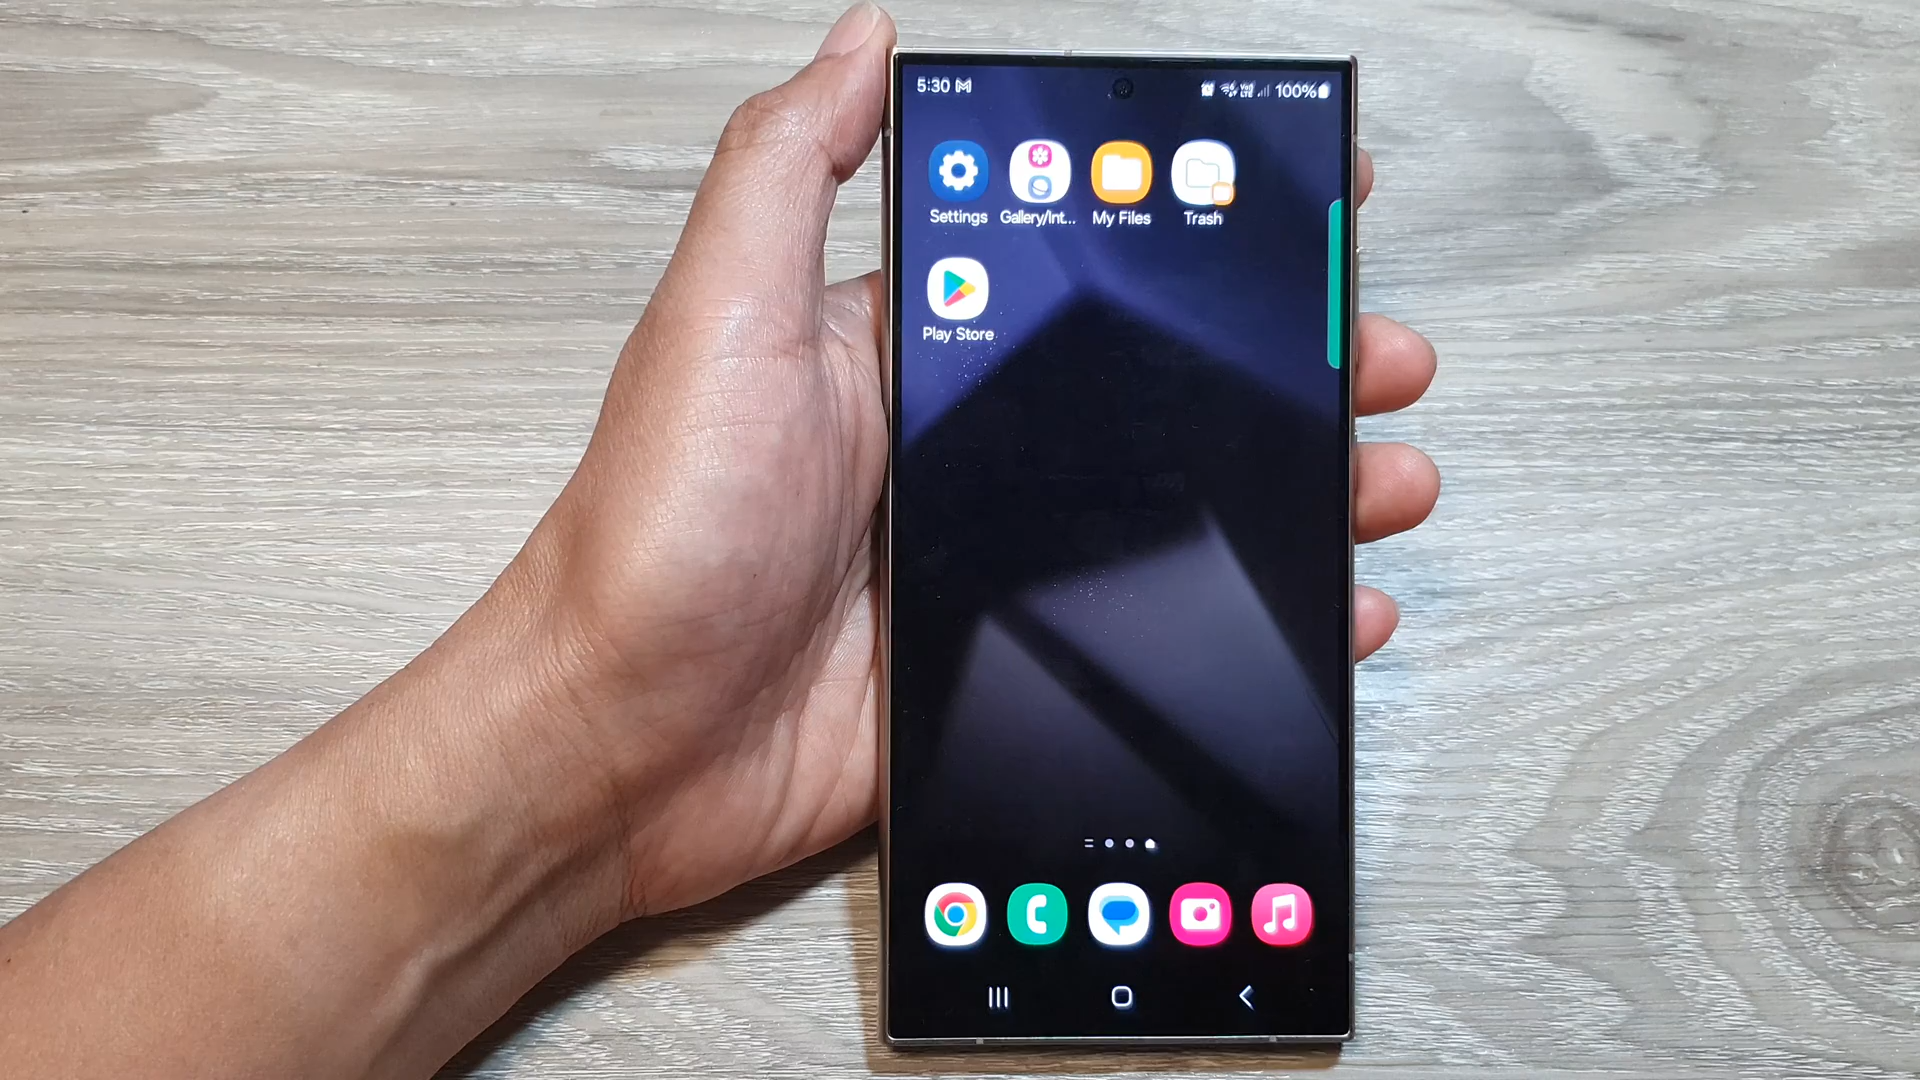 5:30
100%
Settings
Gallery/Int...
My Files
Trash
Play Store